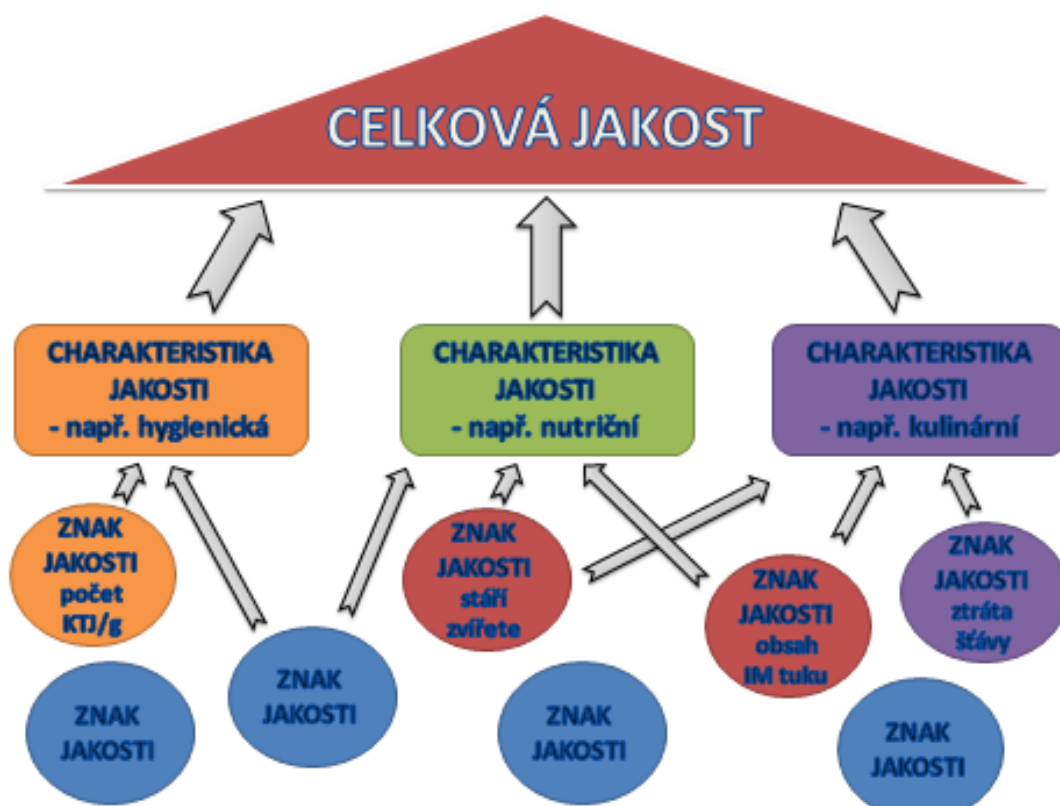 CELKOVÁ JAKOST
CHARAKTERISTIKA
JAKOSTI
- např. hygienická
CHARAKTERISTIKA
JAKOSTI
- např. nutriční
CHARAKTERISTIKA
JAKOSTI
- např. kulinární
ZNAK
JAKOSTI
počet
KTJ/g
ZNAK
JAKOSTI
stáří
zvířete
ZNAK
JAKOSTI
obsah
IM tuku
ZNAK
JAKOSTI
ztráta
šťávy
ZNAK
JAKOSTI
ZNAK
JAKOSTI
ZNAK
JAKOSTI
ZNAK
JAKOSTI